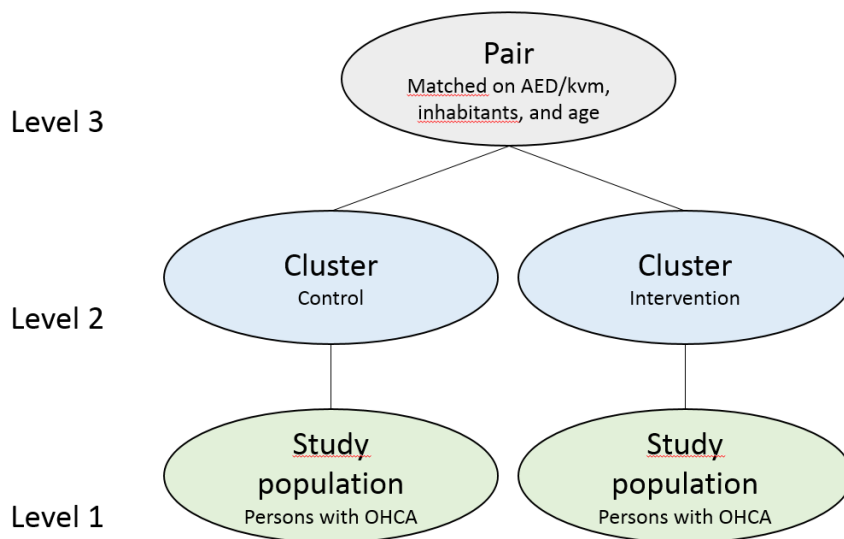 Pair
Matched on AED/kvm,
inhabitants, and age
Level 3
Cluster
Control
Cluster
Intervention
Level 2
Study
population
Persons with OHCA
Study
population
Persons with OHCA
Level 1